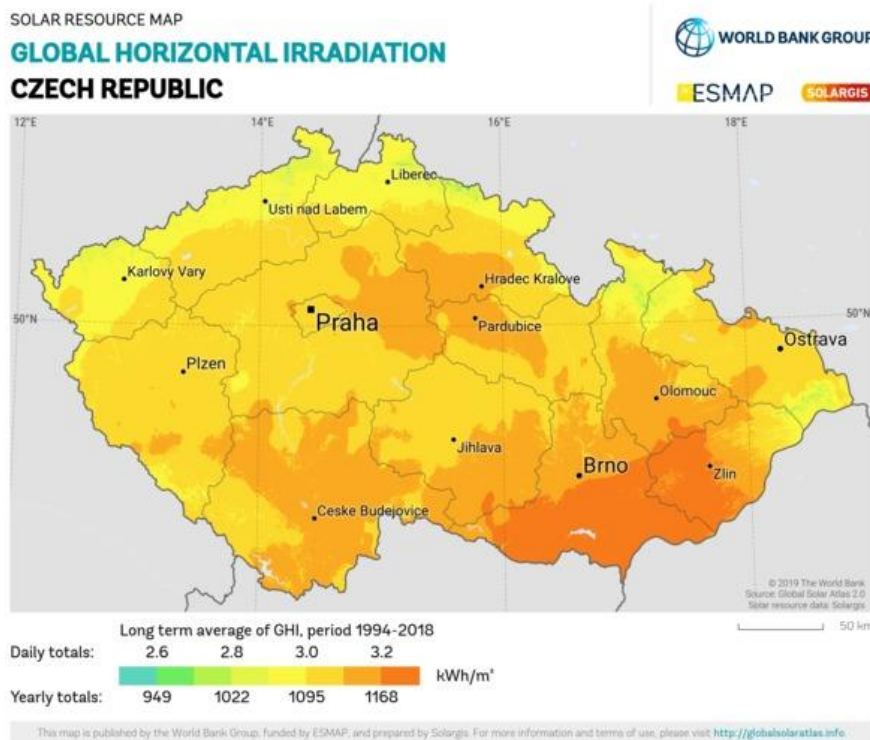 SOLAR RESOURCE MAP
GLOBAL HORIZONTAL IRRADIATION
CZECH REPUBLIC
WORLD BANK GROUP
ESMAP
SOLARGIS
12°E
14°E
16°E
18°E
Liberec
Usti nad Labem
Karlovy Vary
Hradec Kralove
50°N
Praha
Pardubice
50°N
Ostrava
Plzen
Olomouc
Jihlava
Brno
Zlin
Ceske Budejovice
© 2019 The World Bank
Source: Global Solar Atlas 2.0
Solar resource data: Solargis
50 km
Long term average of GHI, period 1994-2018
Daily totals: 2.6 2.8 3.0 3.2
kWh/m²
Yearly totals: 949 1022 1095 1168
This map is published by the World Bank Group, funded by ESMAP, and prepared by Solargis. For more information and terms of use, please visit http://globalsolaratlas.info.